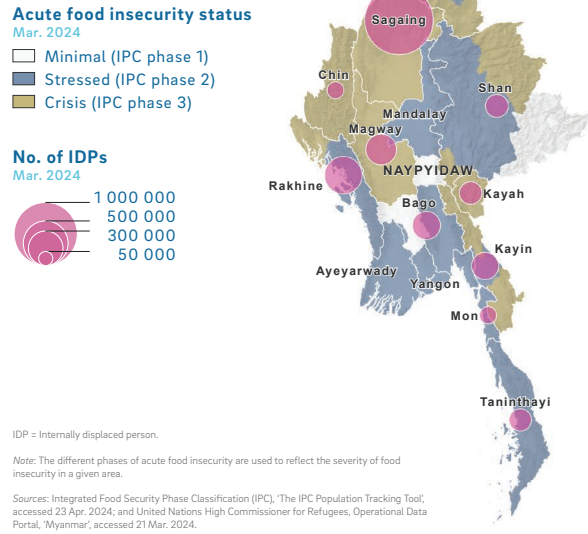 Acute food insecurity status
Mar. 2024
Minimal (IPC phase 1)
Stressed (IPC phase 2)
Crisis (IPC phase 3)
No. of IDPs
Mar. 2024
1 000 000
500 000
300 000
50 000
Sagaing
Chin
Shan
Mandalay
Magway
NAYPYIDAW
Rakhine
Kayah
Bago
Kayin
Ayeyarwady
Yangon
Mon
Taninthayi
IDP = Internally displaced person.
Note: The different phases of acute food insecurity are used to reflect the severity of food
insecurity in a given area.
Sources: Integrated Food Security Phase Classification (IPC), 'The IPC Population Tracking Tool',
accessed 23 Apr. 2024; and United Nations High Commissioner for Refugees, Operational Data
Portal, 'Myanmar', accessed 21 Mar. 2024.